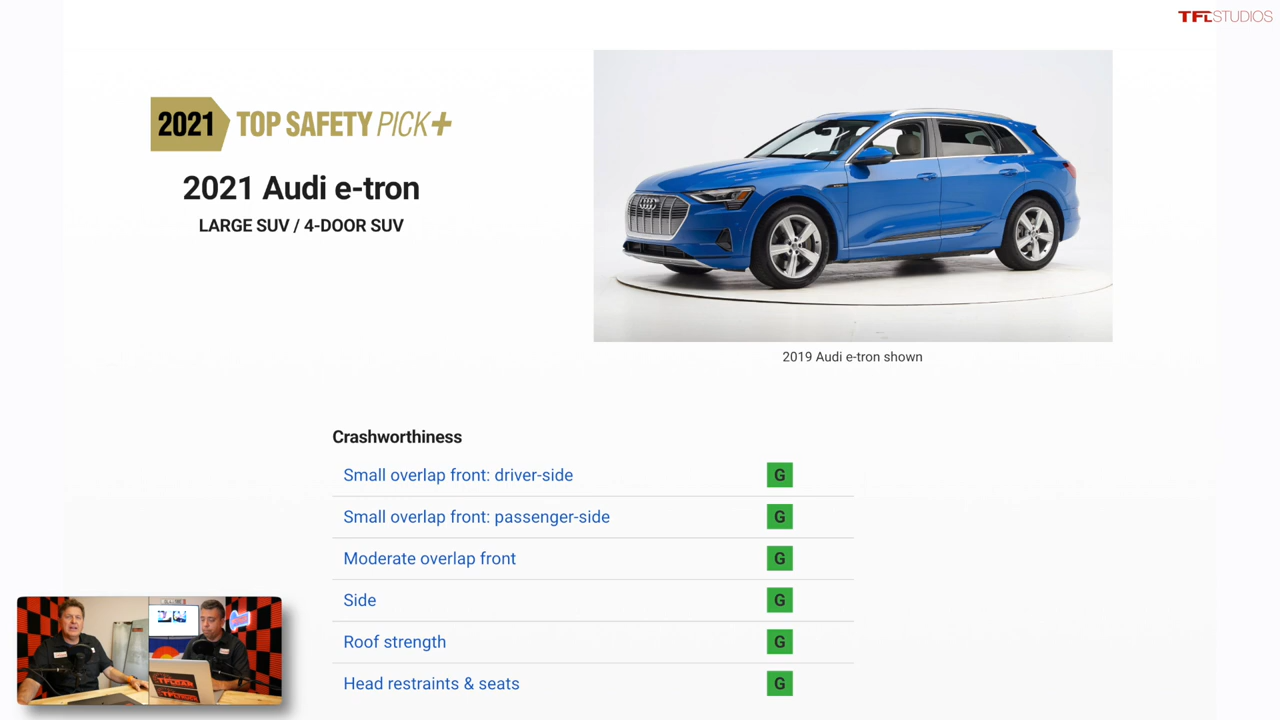 TFLSTUDIOS
2021 TOP SAFETY PICK+
2021 Audi e-tron
LARGE SUV / 4-DOOR SUV
2019 Audi e-tron shown
Crashworthiness
Small overlap front: driver-side G
Small overlap front: passenger-side G
Moderate overlap front G
Side G
Roof strength G
Head restraints & seats G